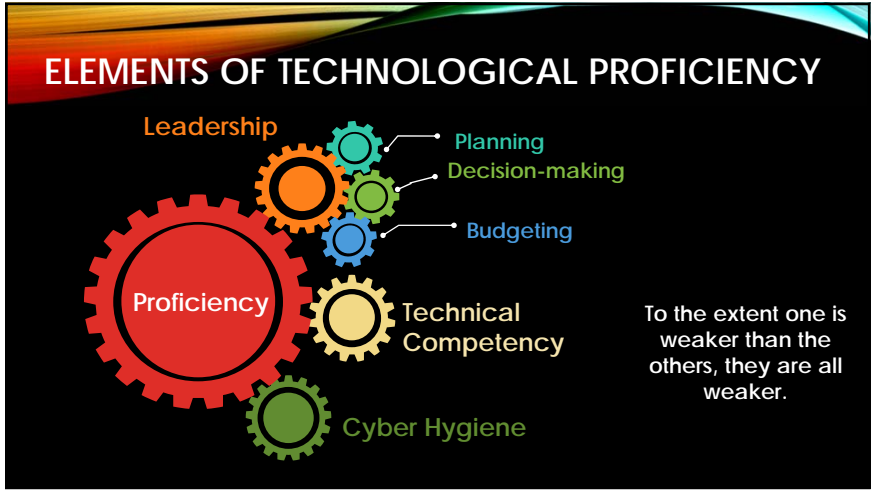 ELEMENTS OF TECHNOLOGICAL PROFICIENCY
Leadership
Planning
Decision-making
Budgeting
Proficiency
Technical
Competency
Cyber Hygiene
To the extent one is
weaker than the
others, they are all
weaker.